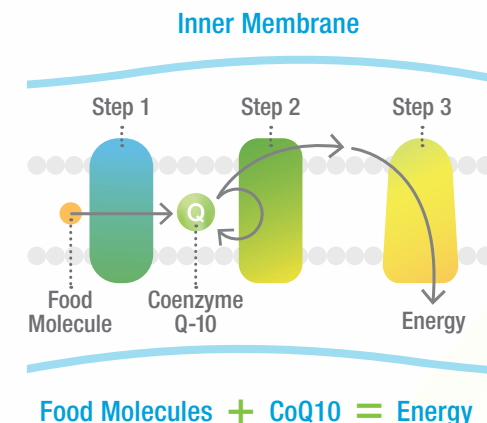 Inner Membrane
Step 1
Step 2
Step 3
Q
Food
Molecule
Coenzyme
Q-10
Energy
Food Molecules + CoQ10 = Energy